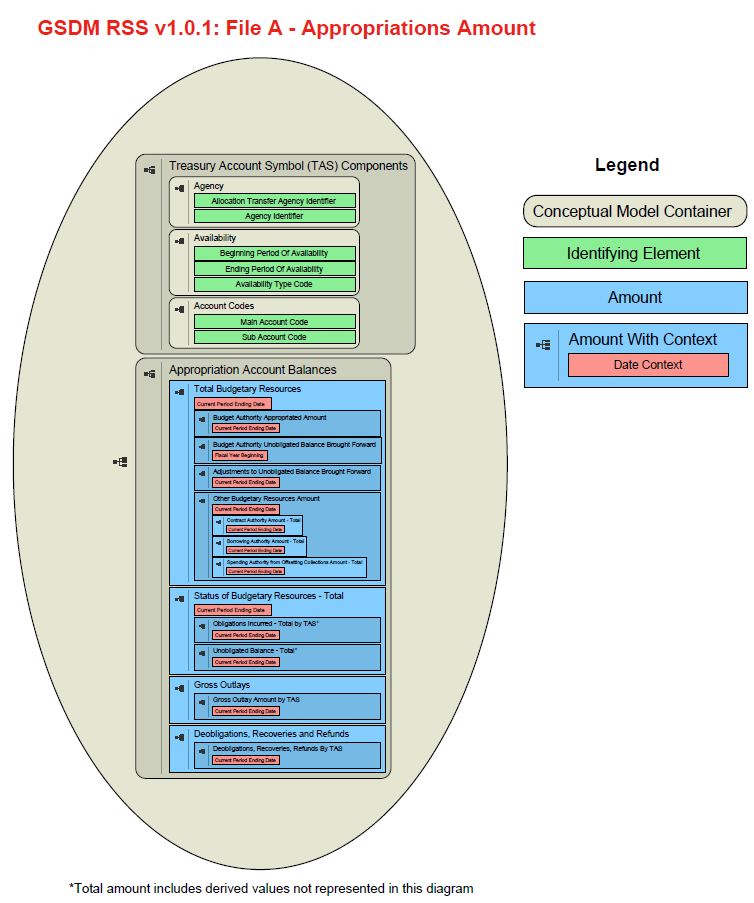 GSDM RSS v1.0.1: File A - Appropriations Amount
Treasury Account Symbol (TAS) Components
Agency
Allocation Transfer Agency Identifier
Agency Identifier
Availability
Beginning Period Of Availability
Ending Period Of Availability
Availability Type Code
Account Codes
Main Account Code
Sub Account Code
Appropriation Account Balances
Total Budgetary Resources
Current Period Ending Date
Budget Authority Appropriated Amount
Current Period Ending Date
Budget Authority Unobligated Balance Brought Forward
Fiscal Year Beginning
Adjustments to Unobligated Balance Brought Forward
Current Period Ending Date
Other Budgetary Resources Amount
Current Period Ending Date
Contract Authority Amount - Total
Current Period Ending Date
Borrowing Authority Amount - Total
Current Period Ending Date
Spending Authority from Offsetting Collections Amount - Total
Current Period Ending Date
Status of Budgetary Resources - Total
Current Period Ending Date
Obligations Incurred - Total by TAS*
Current Period Ending Date
Unobligated Balance - Total*
Current Period Ending Date
Gross Outlays
Gross Outlay Amount by TAS
Current Period Ending Date
Deobligations, Recoveries and Refunds
Deobligations, Recoveries, Refunds By TAS
Current Period Ending Date
Legend
Conceptual Model Container
Identifying Element
Amount
Amount With Context
Date Context
*Total amount includes derived values not represented in this diagram